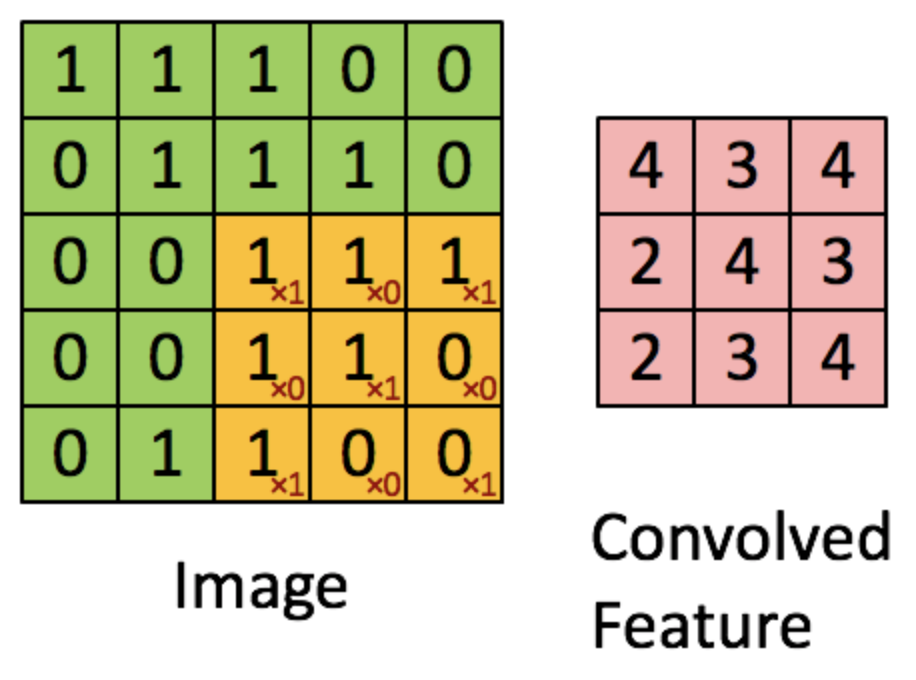 1 1 1 0 0
0 1 1 1 0
4 3 4
0 0 1×1 1×0 1×1
2 4 3
0 0 1×0 1×1 0×0
2 3 4
0 1 1×1 0×0 0×1
Image
Convolved
Feature